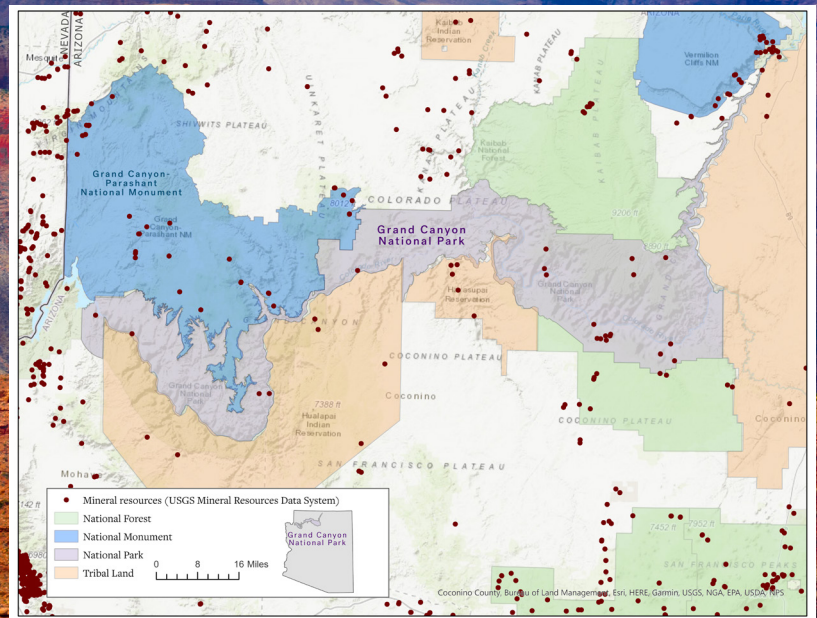 NEVADA
ARIZONA
Mesquite
Kaibab
Indian
Reservation
ARIZONA
Vermilion
Cliffs NM
UINKARET PLATEAU
SHIVWITS PLATEAU
KANAB PLATEAU
KAIBAB PLATEAU
Kaibab
National
Forest
Grand Canyon-
Parashant
National Monument
Grand
Canyon-
Parashant NM
8012 ft
COLORADO PLATEAU
9206 ft
Grand Canyon
National Park
Grand Canyon
National
Park
Havasupai
Reservation
ARIZONA
GRAND CANYON
COCONINO PLATEAU
Grand Canyon
National
Park
7388 ft
Coconino
Hualapai
Indian
Reservation
COCONINO PLATEAU
Coconino
SAN FRANCISCO PLATEAU
Mohave
Mineral resources (USGS Mineral Resources Data System)
National Forest
National Monument
National Park
Tribal Land
0 8 16 Miles
Grand Canyon
National Park
7452 ft
7952 ft
SAN FRANCISCO PEAKS
Coconino County, Bureau of Land Management, Esri, HERE, Garmin, USGS, NGA, EPA, USDA, NPS